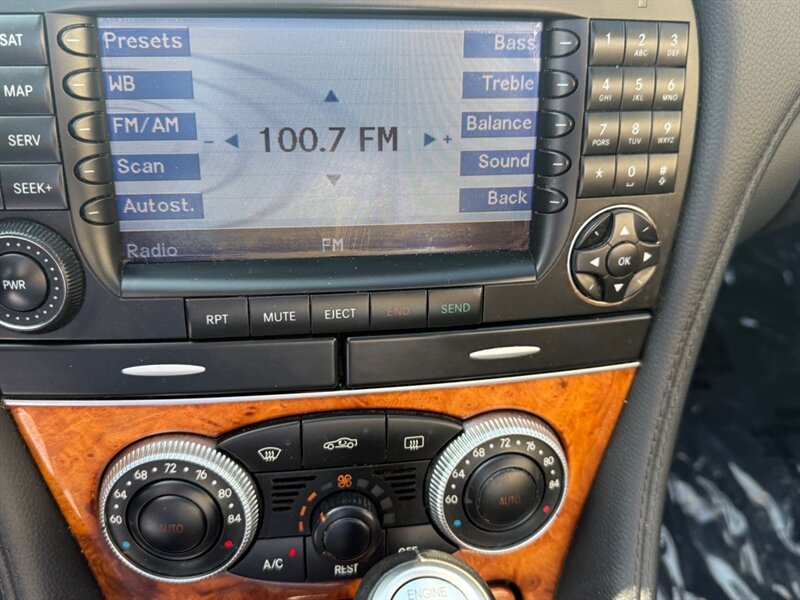 SAT
MAP
SERV
SEEK+
PWR
Presets
WB
FM/AM
Scan
Autost.
Radio
- 100.7 FM +
FM
Bass
Treble
Balance
Sound
Back
1 2 ABC 3 DEF
4 GHI 5 JKL 6 MNO
7 PQRS 8 TUV 9 WXYZ
* 0 #
OK
RPT MUTE EJECT END SEND
60 64 68 72 76 80 84
AUTO
60 64 68 72 76 80 84
AUTO
A/C
REST
OFF
ENGINE